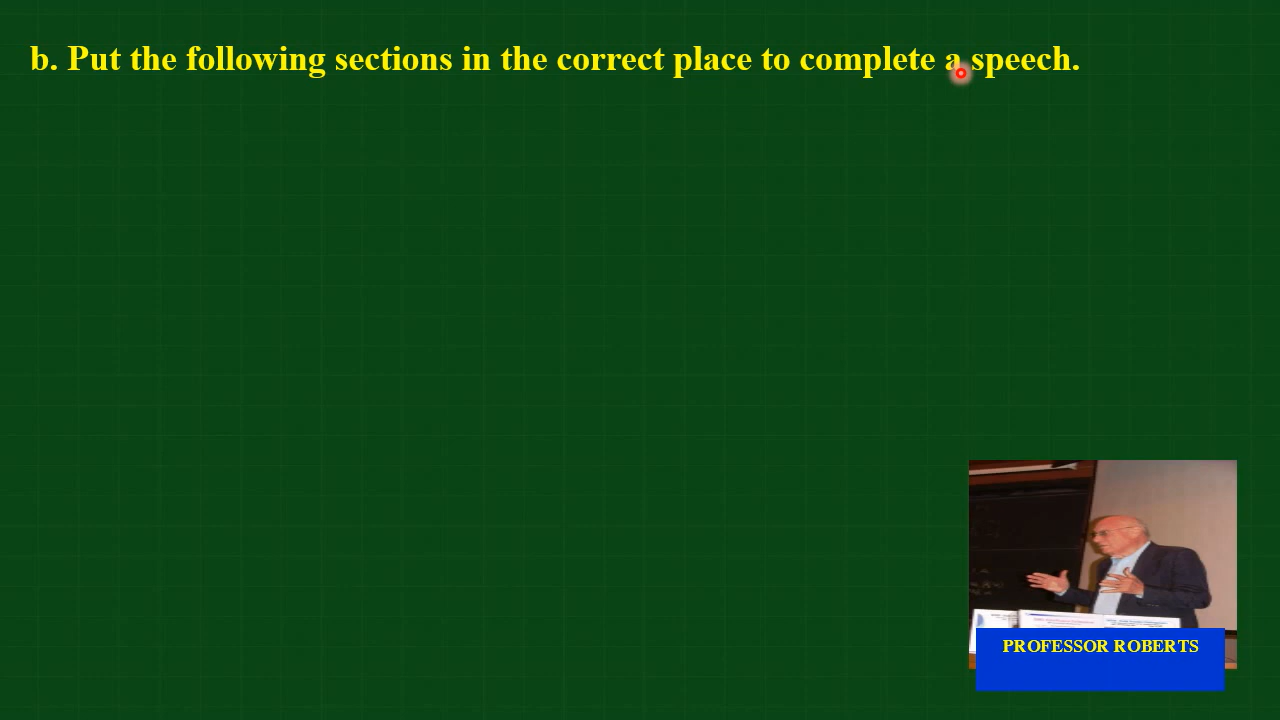 b. Put the following sections in the correct place to complete a speech.
PROFESSOR ROBERTS